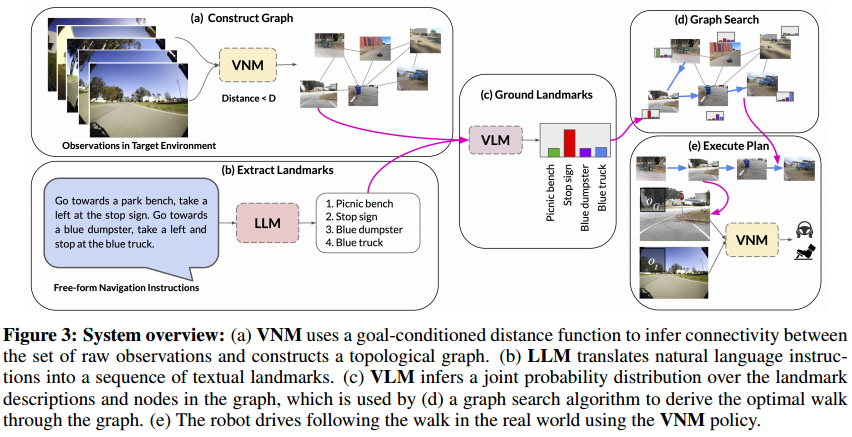 (a) Construct Graph
VNM
Distance < D
Observations in Target Environment
(b) Extract Landmarks
Go towards a park bench, take a
left at the stop sign. Go towards
a blue dumpster, take a left and
stop at the blue truck.
Free-form Navigation Instructions
LLM
1. Picnic bench
2. Stop sign
3. Blue dumpster
4. Blue truck
(c) Ground Landmarks
VLM
Picnic bench
Stop sign
Blue dumpster
Blue truck
(d) Graph Search
(e) Execute Plan
OG
O1
VNM
Figure 3: System overview: (a) VNM uses a goal-conditioned distance function to infer connectivity between
the set of raw observations and constructs a topological graph. (b) LLM translates natural language instruc-
tions into a sequence of textual landmarks. (c) VLM infers a joint probability distribution over the landmark
descriptions and nodes in the graph, which is used by (d) a graph search algorithm to derive the optimal walk
through the graph. (e) The robot drives following the walk in the real world using the VNM policy.